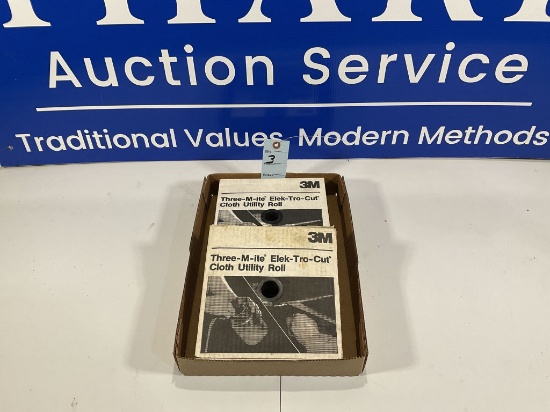 Auction Service
Traditional Values, Modern Methods
3
3M
Three-M-ite® Elek-Tro-Cut®
Cloth Utility Roll
3M
Three-M-ite® Elek-Tro-Cut®
Cloth Utility Roll